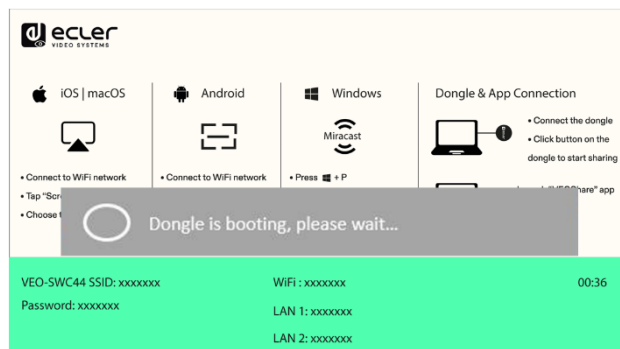 ecler
VIDEO SYSTEMS
iOS | macOS
• Connect to WiFi network
• Tap "Scr
• Choose
Android
• Connect to WiFi network
Windows
Miracast
• Press + P
Dongle & App Connection
• Connect the dongle
• Click button on the
dongle to start sharing
hare" app
Dongle is booting, please wait...
VEO-SWC44 SSID: xxxxxxx
Password: xxxxxxx
WiFi : xxxxxxx
LAN 1: xxxxxxx
LAN 2: xxxxxxx
00:36